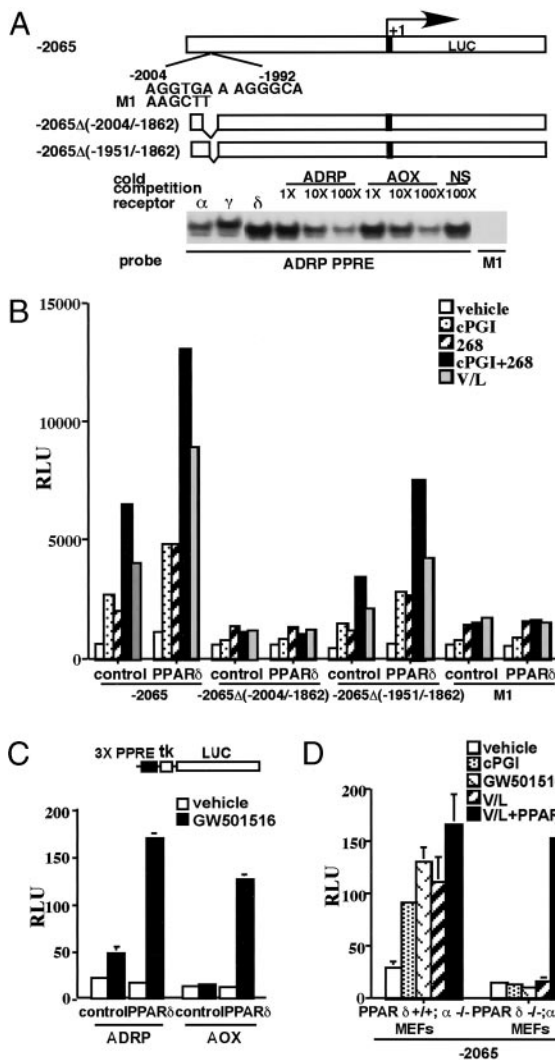 A
-2065
+1
LUC
-2004 -1992
AGGTGA A AGGGCA
M1 AAGCTT
-2065Δ(-2004/-1862)
-2065Δ(-1951/-1862)
cold competition ADRP AOX NS
1X 10X 100X 1X 10X 100X 100X
receptor α γ δ
probe ADRP PPRE M1
B
vehicle
cPGI
268
cPGI+268
V/L
15000
10000
5000
0
RLU
control PPARδ control PPARδ control PPARδ control PPARδ
-2065 -2065Δ(-2004/-1862) -2065Δ(-1951/-1862) M1
C
3X PPRE tk LUC
vehicle
GW501516
200
150
100
50
0
RLU
control PPARδ control PPARδ
ADRP AOX
D
vehicle
cPGI
GW50151
V/L
V/L+PPAR
200
150
100
50
0
RLU
PPAR δ +/+; α -/- PPAR δ -/-;α
MEFs MEFs
-2065